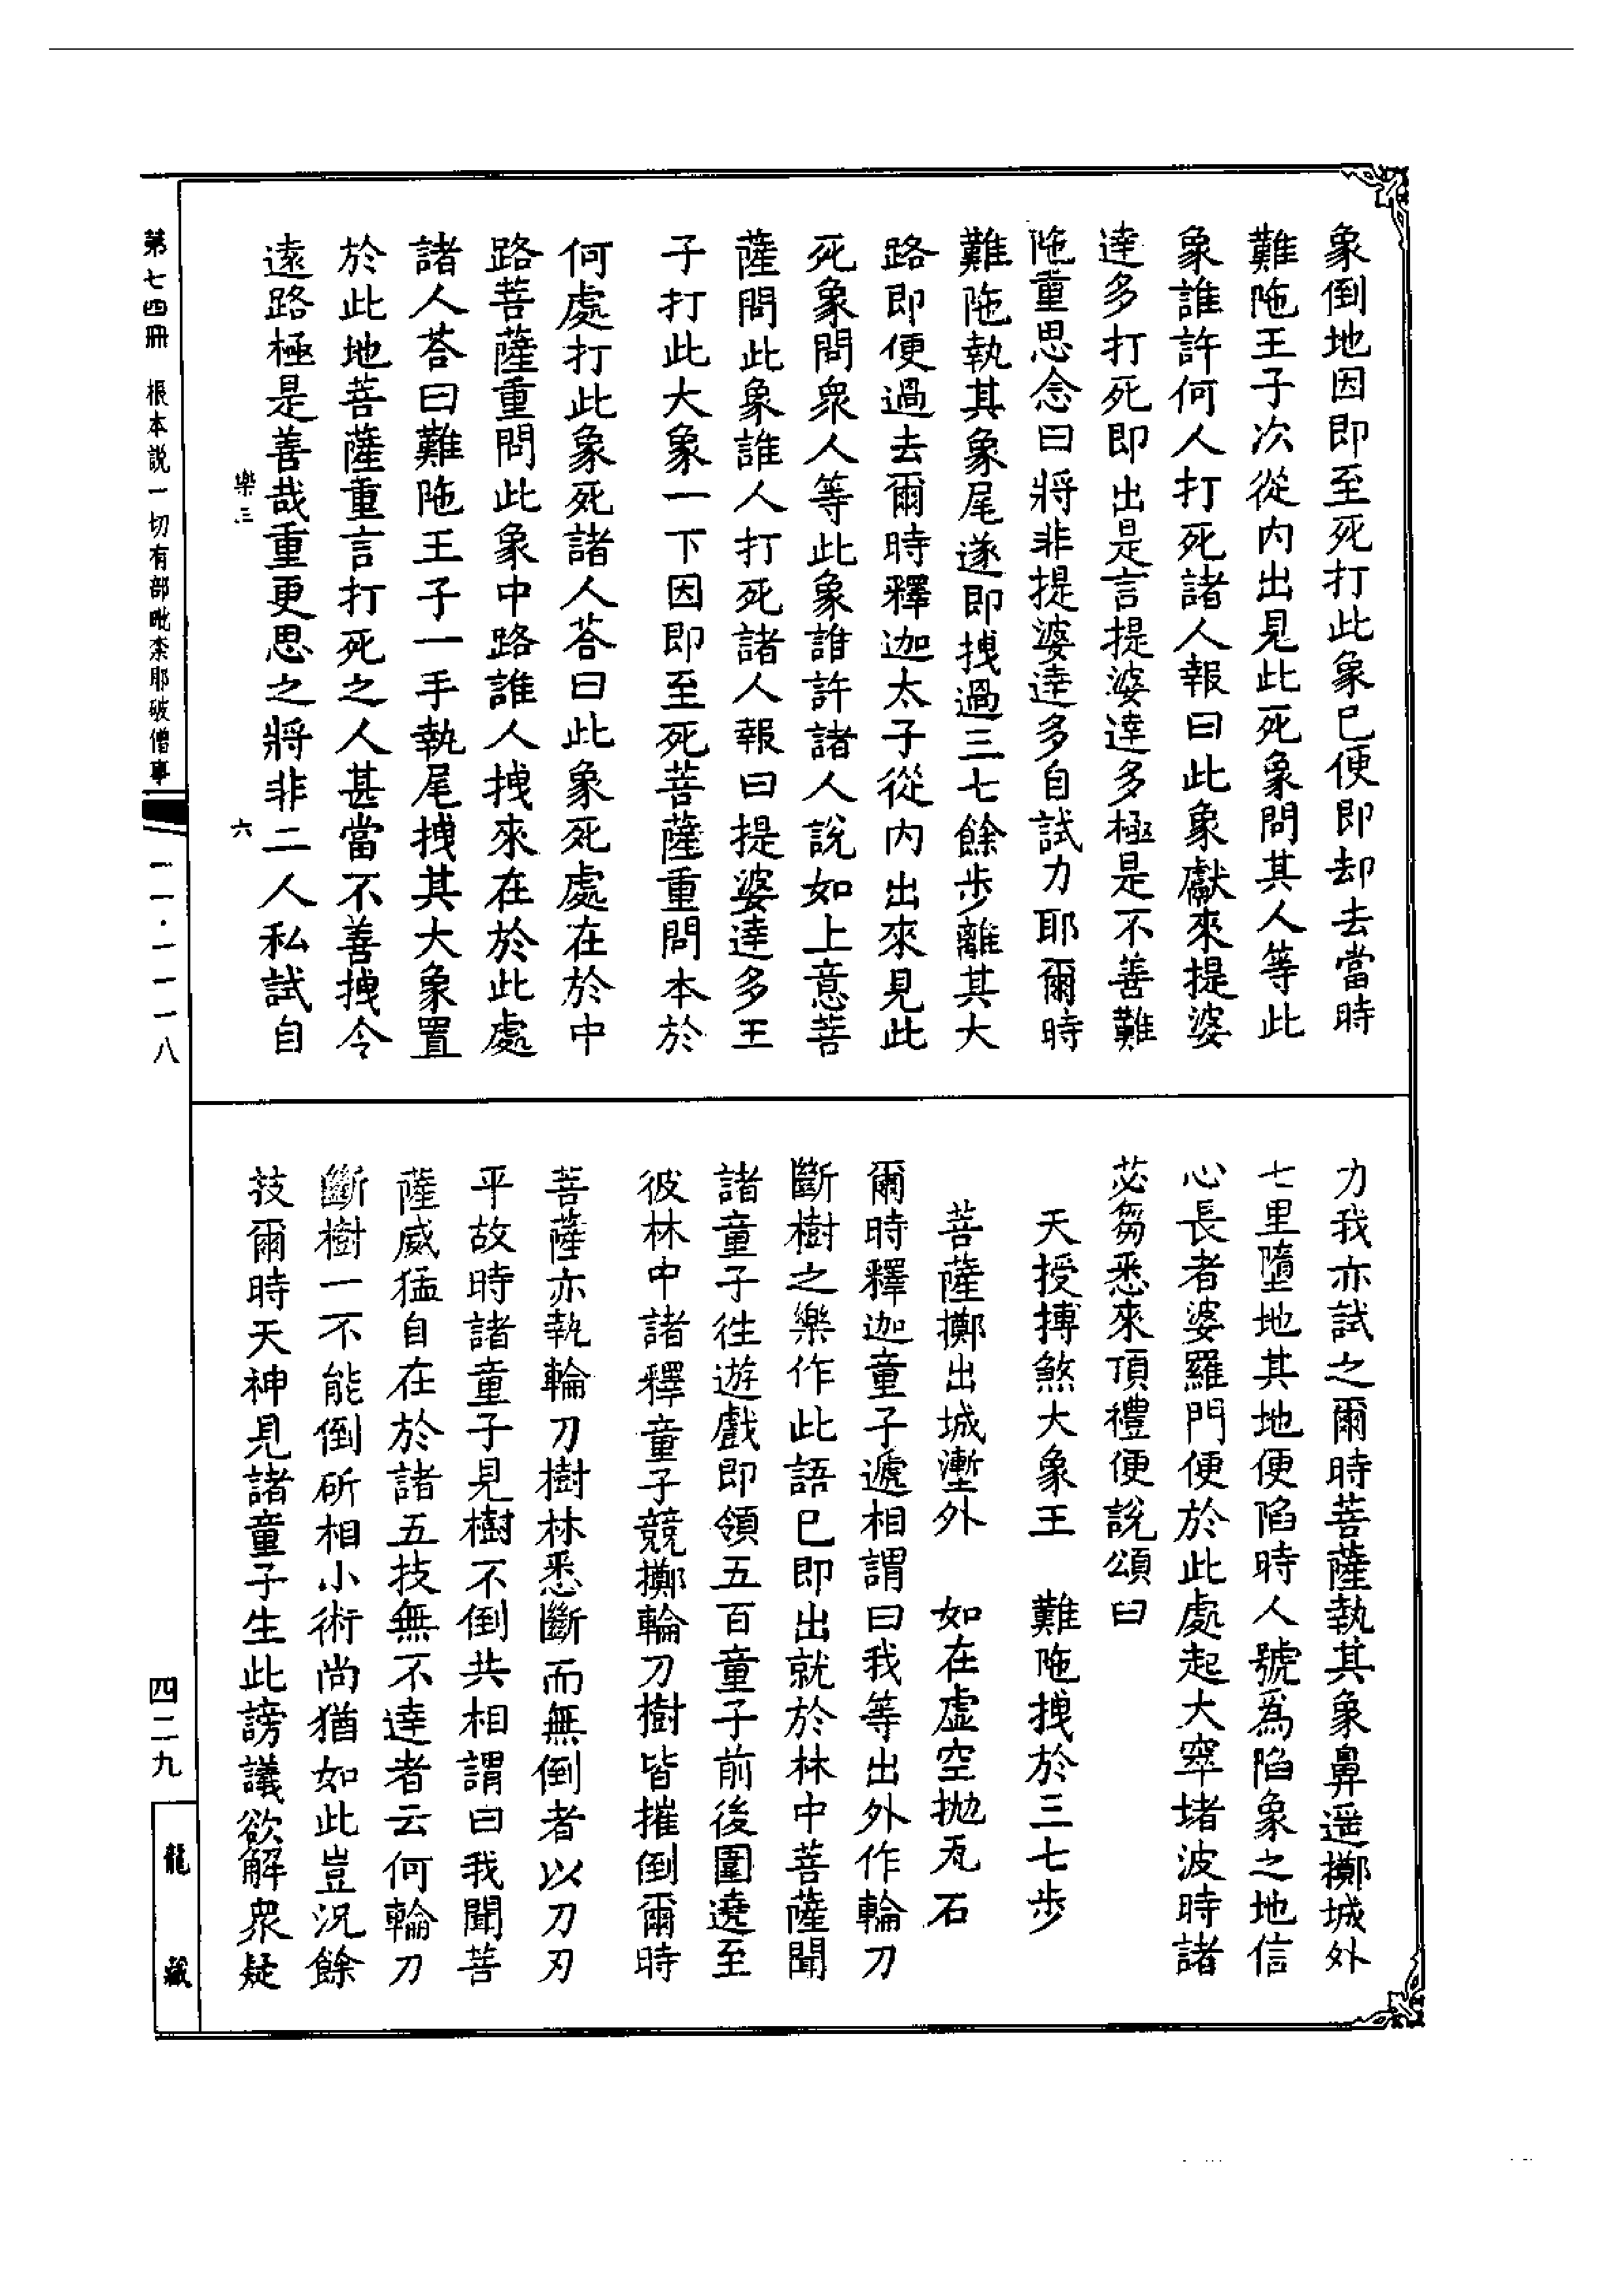 象倒地因即至死打此象已便即却去當時
難陁王子次從内出見此死象問其人等此
象誰許何人打死諸人報曰此象獻來提婆
達多打死即出是言提婆達多極是不善難
陁重思念曰將非提婆達多自試力耶爾時
難陁執其象尾遂即拽過三七餘步離其大
路即便過去爾時釋迦太子從内出來見此
死象問衆人等此象誰許諸人說如上意菩
薩問此象誰人打死諸人報曰提婆達多王
子打此大象一下因即至死菩薩重問本於
何處打此象死諸人荅曰此象死處在於中
路菩薩重問此象中路誰人拽來在於此處
諸人荅曰難陁王子一手執尾拽其大象置
於此地菩薩重言打死之人甚當不善拽令
遠路極是善哉重更思之將非二人私試自
樂三
六
力我亦試之爾時菩薩執其象鼻遥擲城外
七里墮地其地便陷時人號爲陷象之地信
心長者婆羅門便於此處起大窣堵波時諸
苾芻悉來頂禮便說頌曰
天授搏煞大象王　難陁拽於三七步
菩薩擲出城壍外　如在虚空抛瓦石
爾時釋迦童子遞相謂曰我等出外作輪刀
斷樹之樂作此語已即出就於林中菩薩聞
諸童子往遊戲即領五百童子前後圍遶至
彼林中諸釋童子競擲輪刀樹皆摧倒爾時
菩薩亦執輪刀樹林悉斷而無倒者以刀刃
平故時諸童子見樹不倒共相謂曰我聞菩
薩威猛自在於諸五技無不達者云何輪刀
斷樹一不能倒斫相小術尚猶如此豈況餘
技爾時天神見諸童子生此謗議欲解衆疑
第七四冊　根本説一切有部毗柰耶破僧事
一一·一一一八
四二九
龍藏